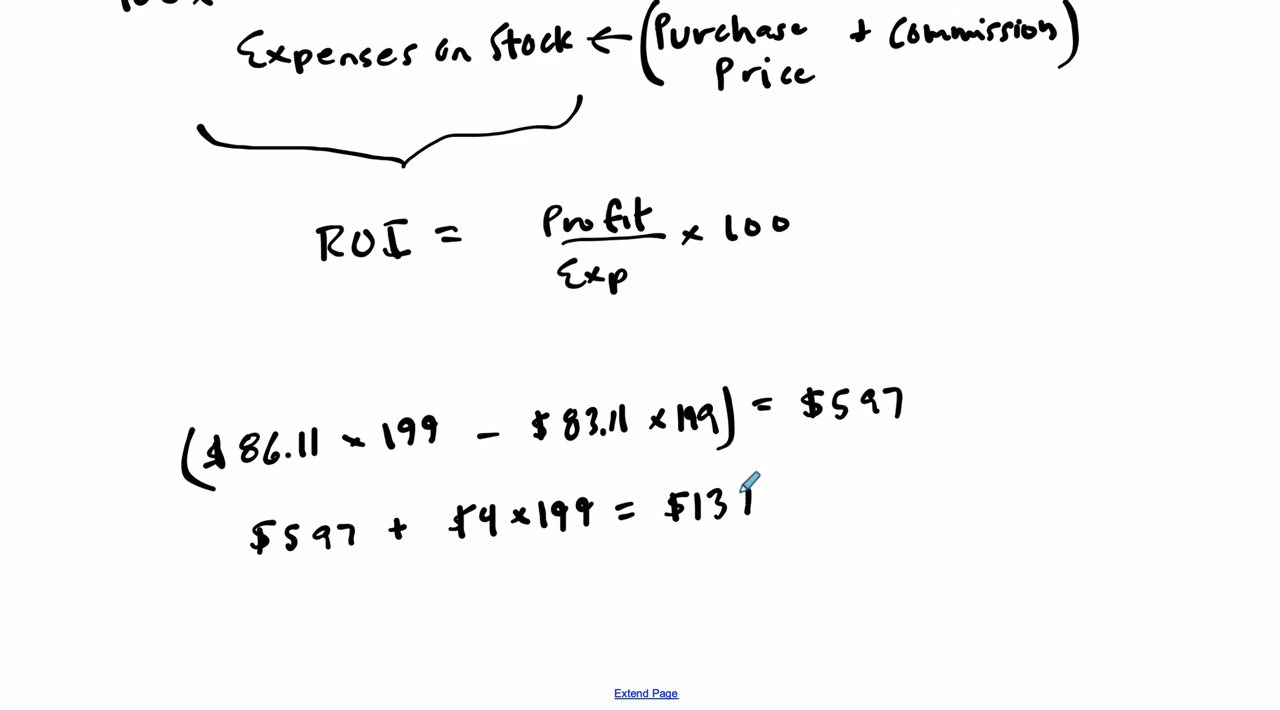 Expenses on Stock ← (Purchase + Commission)
Price
ROI = Profit × 100
Exp
($86.11 × 199 - $83.11 × 199) = $597
$597 + $4 × 199 = $131
Extend Page